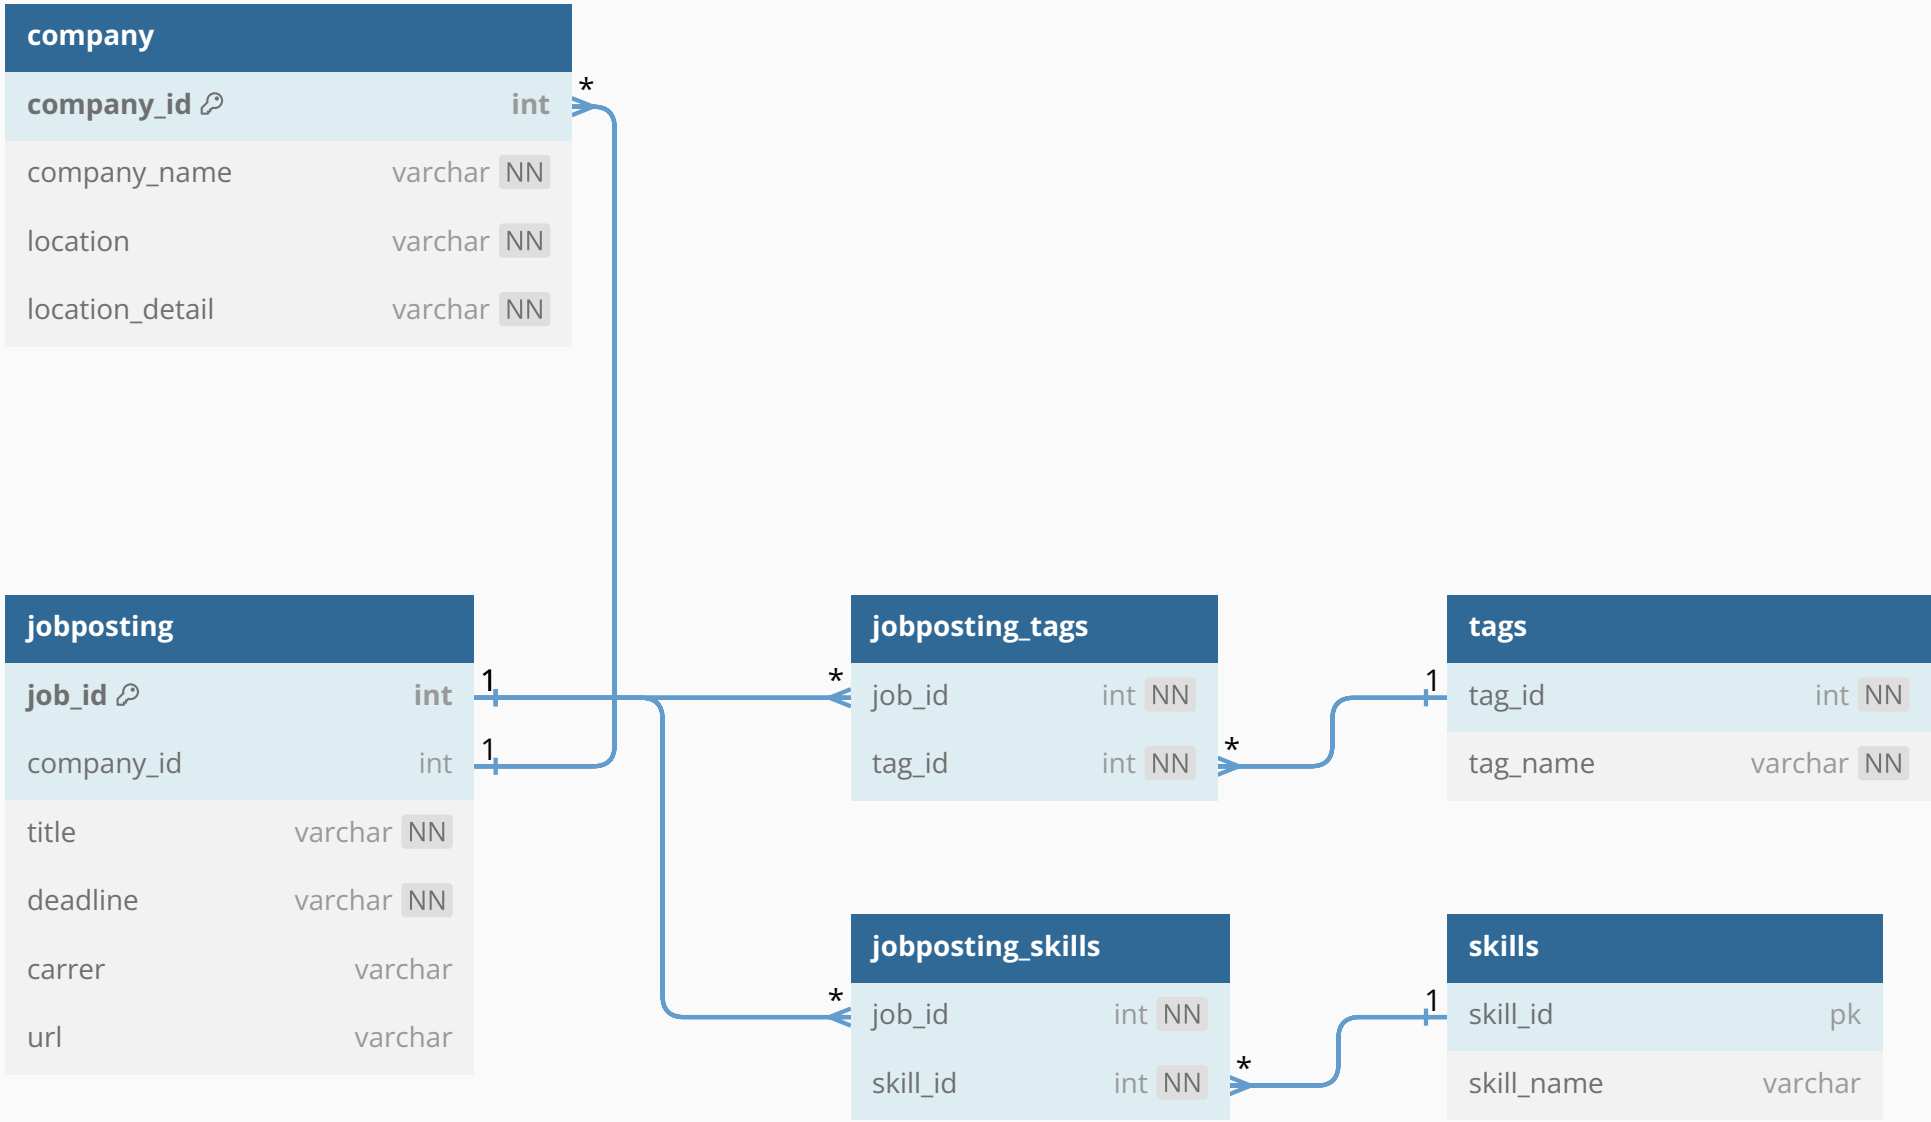 company
company_id int
company_name varchar NN
location varchar NN
location_detail varchar NN
*
jobposting
job_id int
company_id int
title varchar NN
deadline varchar NN
carrer varchar
url varchar
1
1
*
jobposting_tags
job_id int NN
tag_id int NN
*
1
tags
tag_id int NN
tag_name varchar NN
*
jobposting_skills
job_id int NN
skill_id int NN
*
1
skills
skill_id pk
skill_name varchar